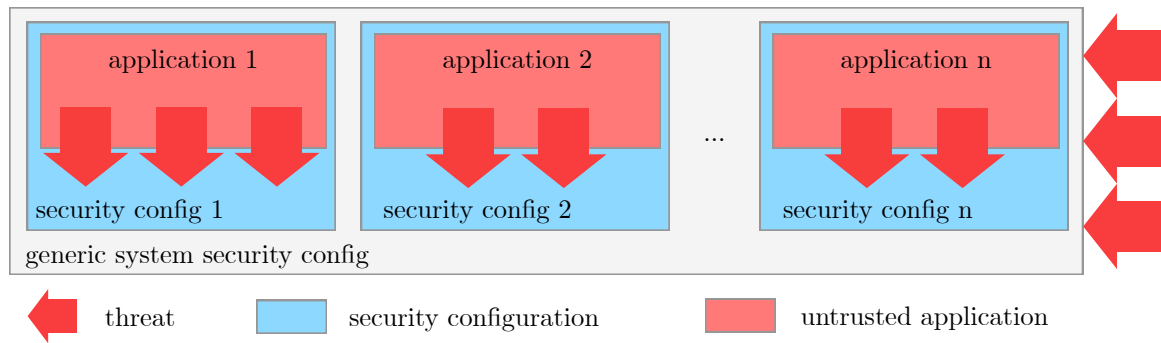 application 1
application 2
application n
...
security config 1
security config 2
security config n
generic system security config
threat
security configuration
untrusted application